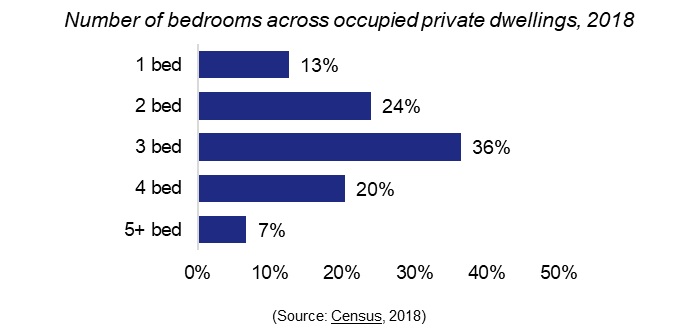 Number of bedrooms across occupied private dwellings, 2018
1 bed 13%
2 bed 24%
3 bed 36%
4 bed 20%
5+ bed 7%
0% 10% 20% 30% 40% 50%
(Source: Census, 2018)